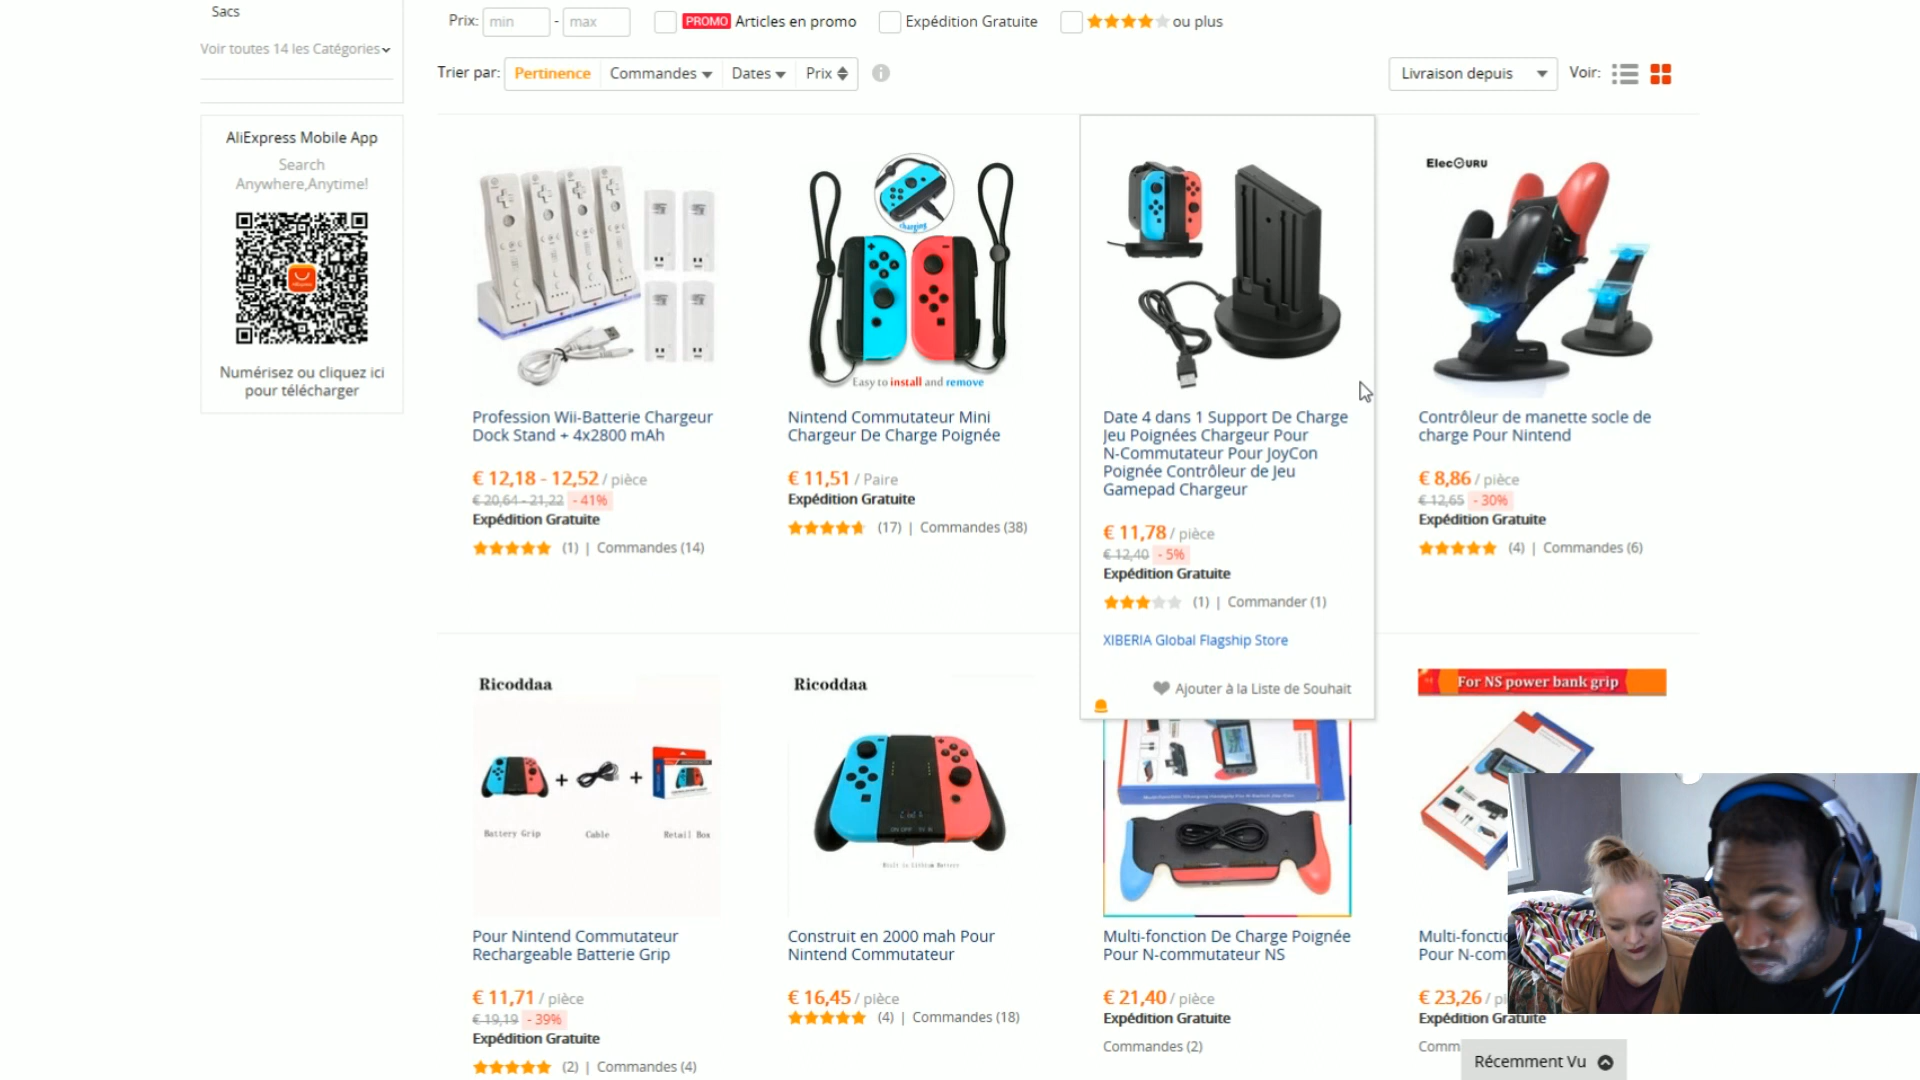 Sacs
Voir toutes 14 les Catégories
AliExpress Mobile App
Search
Anywhere,Anytime!
Numérisez ou cliquez ici
pour télécharger
Prix: min - max PROMO Articles en promo Expédition Gratuite ou plus
Trier par: Pertinence Commandes Dates Prix
Livraison depuis Voir:
charging
Easy to install and remove
ElecGURU
Profession Wii-Batterie Chargeur
Dock Stand + 4x2800 mAh
€ 12,18 - 12,52 / pièce
€ 20,64 - 21,22 - 41%
Expédition Gratuite
(1) | Commandes (14)
Nintend Commutateur Mini
Chargeur De Charge Poignée
€ 11,51 / Paire
Expédition Gratuite
(17) | Commandes (38)
Date 4 dans 1 Support De Charge
Jeu Poignées Chargeur Pour
N-Commutateur Pour JoyCon
Poignée Contrôleur de Jeu
Gamepad Chargeur
€ 11,78 / pièce
€ 12,40 - 5%
Expédition Gratuite
(1) | Commander (1)
XIBERIA Global Flagship Store
Ajouter à la Liste de Souhait
Contrôleur de manette socle de
charge Pour Nintend
€ 8,86 / pièce
€ 12,65 - 30%
Expédition Gratuite
(4) | Commandes (6)
Ricoddaa
Battery Grip Cable Retail Box
Pour Nintend Commutateur
Rechargeable Batterie Grip
€ 11,71 / pièce
€ 19,19 - 39%
Expédition Gratuite
(2) | Commandes (4)
Ricoddaa
Built in Lithium Battery
Construit en 2000 mah Pour
Nintend Commutateur
€ 16,45 / pièce
(4) | Commandes (18)
Multi-fonction De Charge Poignée
Pour N-commutateur NS
€ 21,40 / pièce
Expédition Gratuite
Commandes (2)
For NS power bank grip
Multi-fonctio
Pour N-com
€ 23,26 / pi
Expédition Gratuite
Comm
Récemment Vu